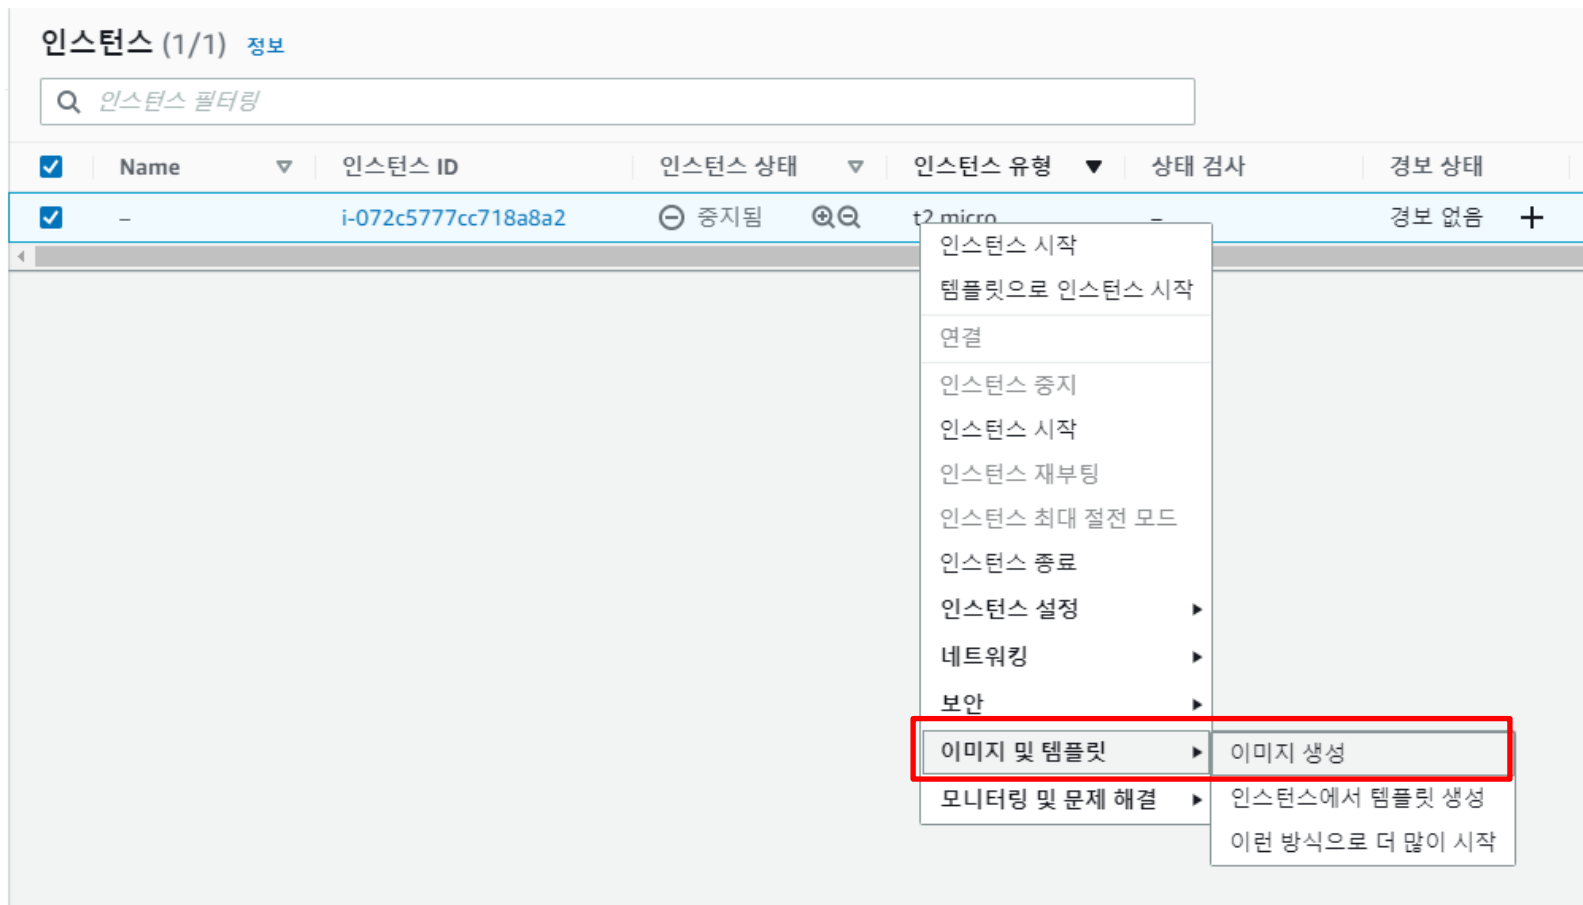 인스턴스 (1/1) 정보
인스턴스 필터링
Name 인스턴스 ID 인스턴스 상태 인스턴스 유형 상태 검사 경보 상태
– i-072c5777cc718a8a2 중지됨 t2.micro – 경보 없음
인스턴스 시작
템플릿으로 인스턴스 시작
연결
인스턴스 중지
인스턴스 시작
인스턴스 재부팅
인스턴스 최대 절전 모드
인스턴스 종료
인스턴스 설정
네트워킹
보안
이미지 및 템플릿 이미지 생성
모니터링 및 문제 해결 인스턴스에서 템플릿 생성
이런 방식으로 더 많이 시작